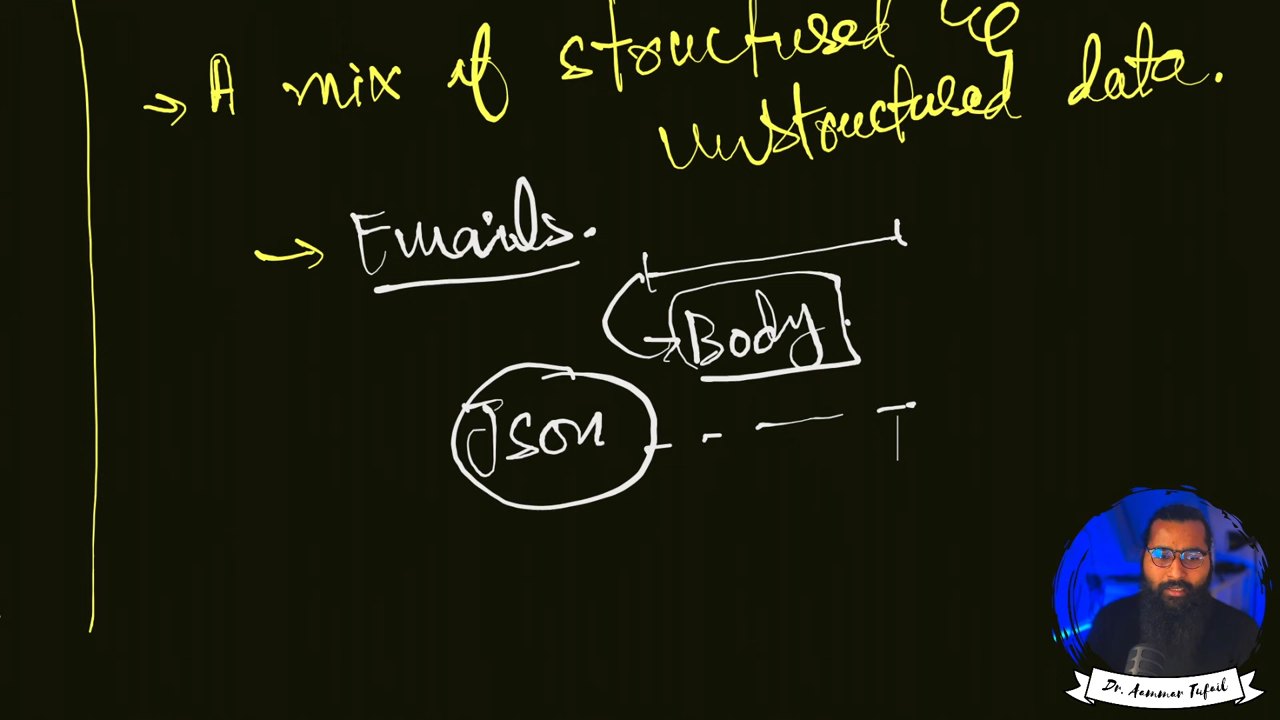 → A mix of structured &
unstructured data.
→ Emails.
Body
Json
Dr. Aammar Tufail